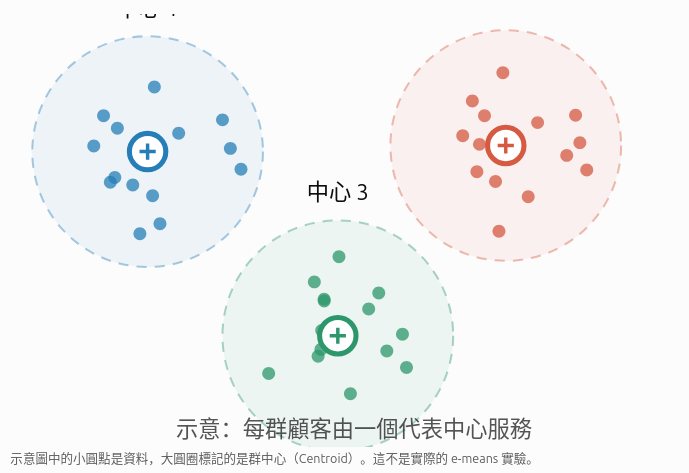 中心 3
示意：每群顧客由一個代表中心服務
示意圖中的小圓點是資料，大圓圈標記的是群中心（Centroid）。這不是實際的 e-means 實驗。